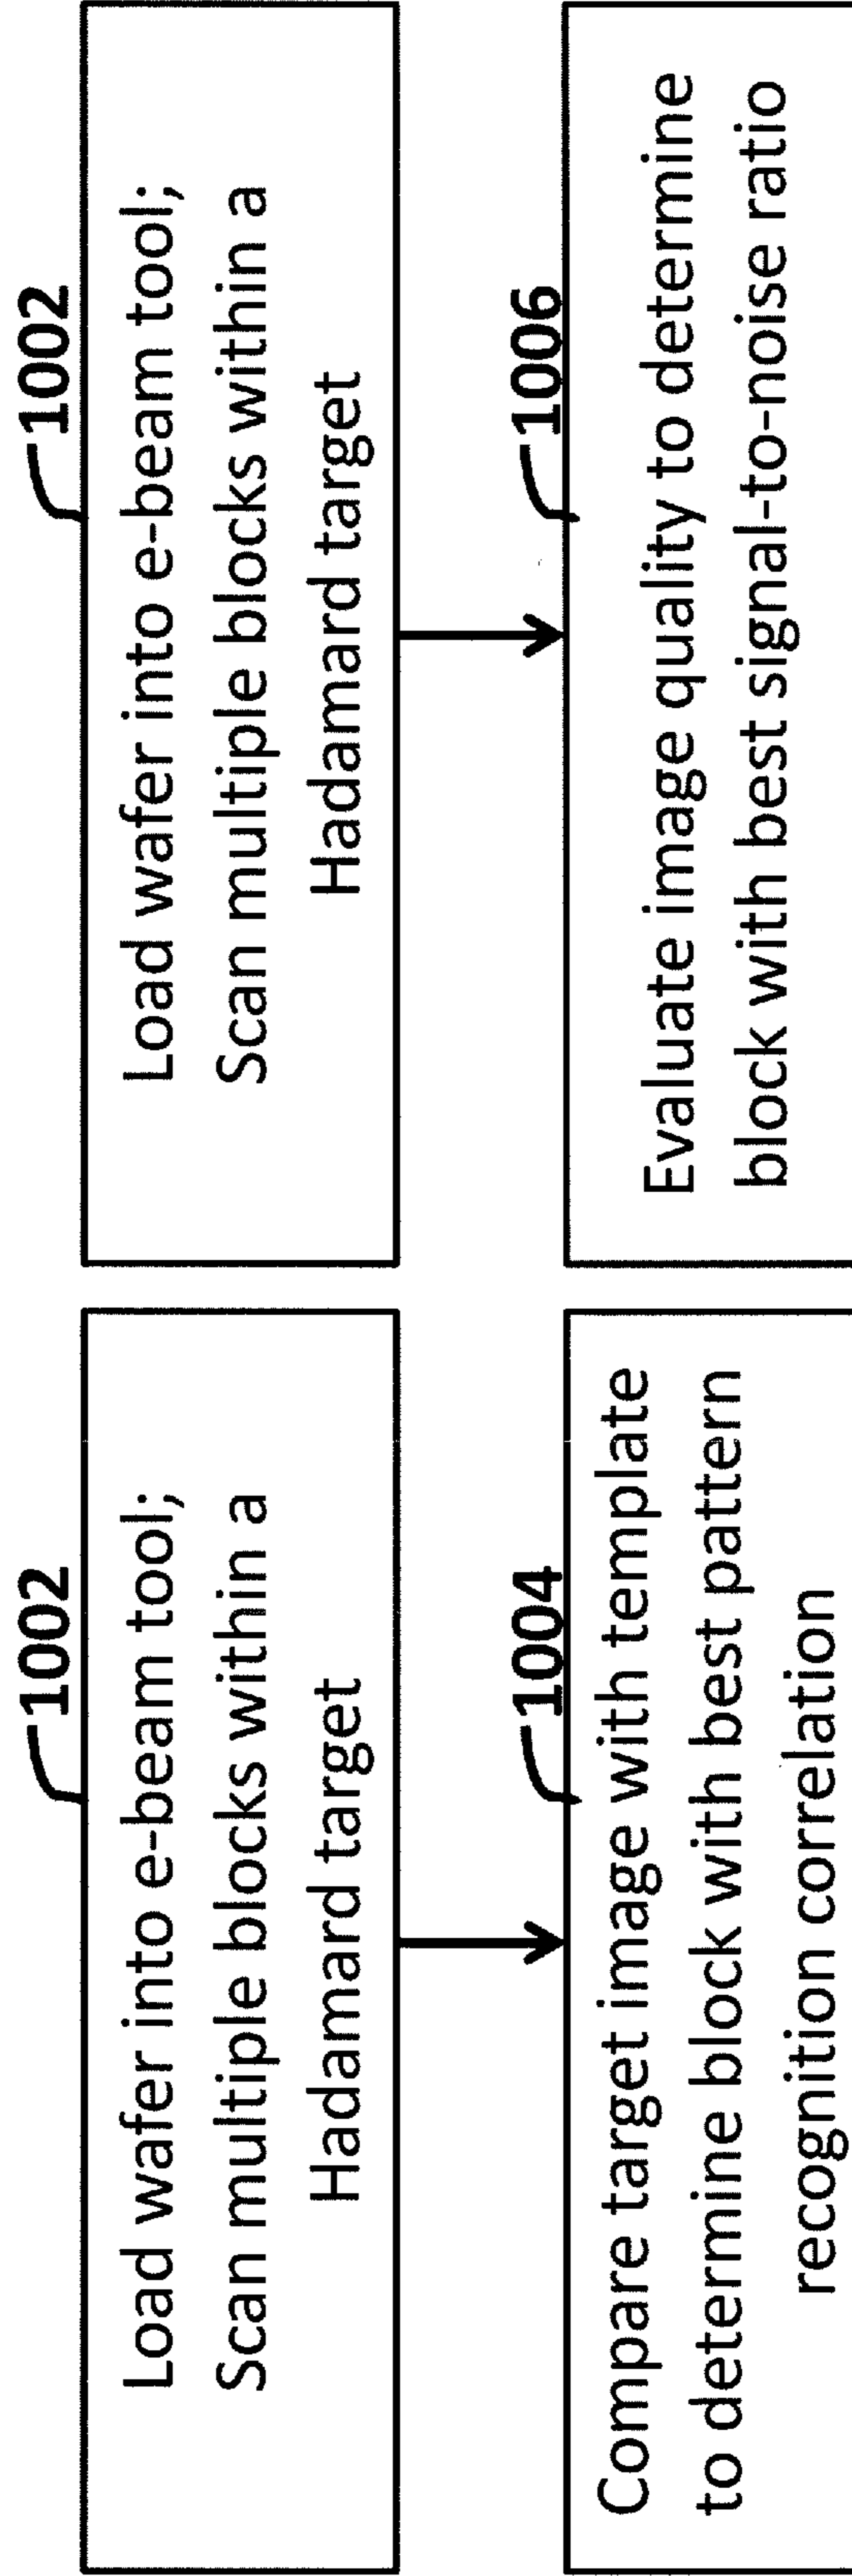 1002
Load wafer into e-beam tool;
Scan multiple blocks within a
Hadamard target
1004
Compare target image with template
to determine block with best pattern
recognition correlation
1002
Load wafer into e-beam tool;
Scan multiple blocks within a
Hadamard target
1006
Evaluate image quality to determine
block with best signal-to-noise ratio